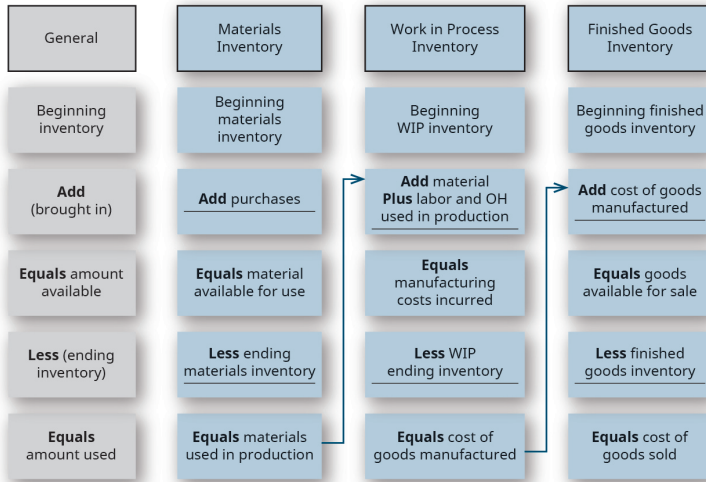 General
Materials
Inventory
Work in Process
Inventory
Finished Goods
Inventory
Beginning
inventory
Beginning
materials
inventory
Beginning
WIP inventory
Beginning finished
goods inventory
Add
(brought in)
Add purchases
Add material
Plus labor and OH
used in production
Add cost of goods
manufactured
Equals amount
available
Equals material
available for use
Equals
manufacturing
costs incurred
Equals goods
available for sale
Less (ending
inventory)
Less ending
materials inventory
Less WIP
ending inventory
Less finished
goods inventory
Equals
amount used
Equals materials
used in production
Equals cost of
goods manufactured
Equals cost of
goods sold